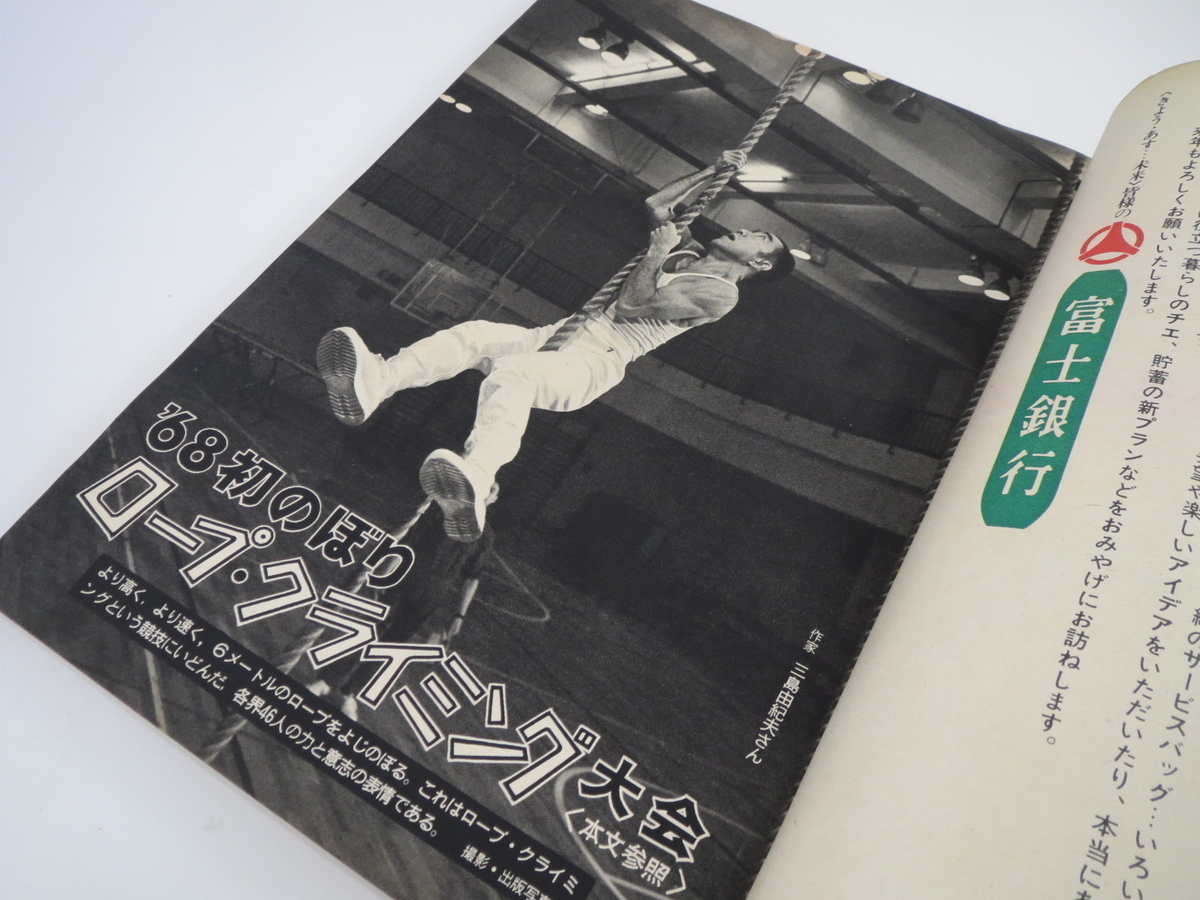 '68初のぼり
ロープ・クライミング大会
〈本文参照〉
より高く，より速く，6メートルのロープをよじのぼる。これはロープ・クライミ
ングという競技にいどんだ，各界46人の力と意志の表情である。
撮影・出版写
作家 三島由紀夫さん
暮らしのチエ、貯蓄の新プランなどをおみやげにお訪ねします。
のサービスバッグ…いろい
や楽しいアイデアをいただいたり、本当に
年もよろしくお願いいたします。
〈きょう・あす…未来〉皆様の
富士銀行